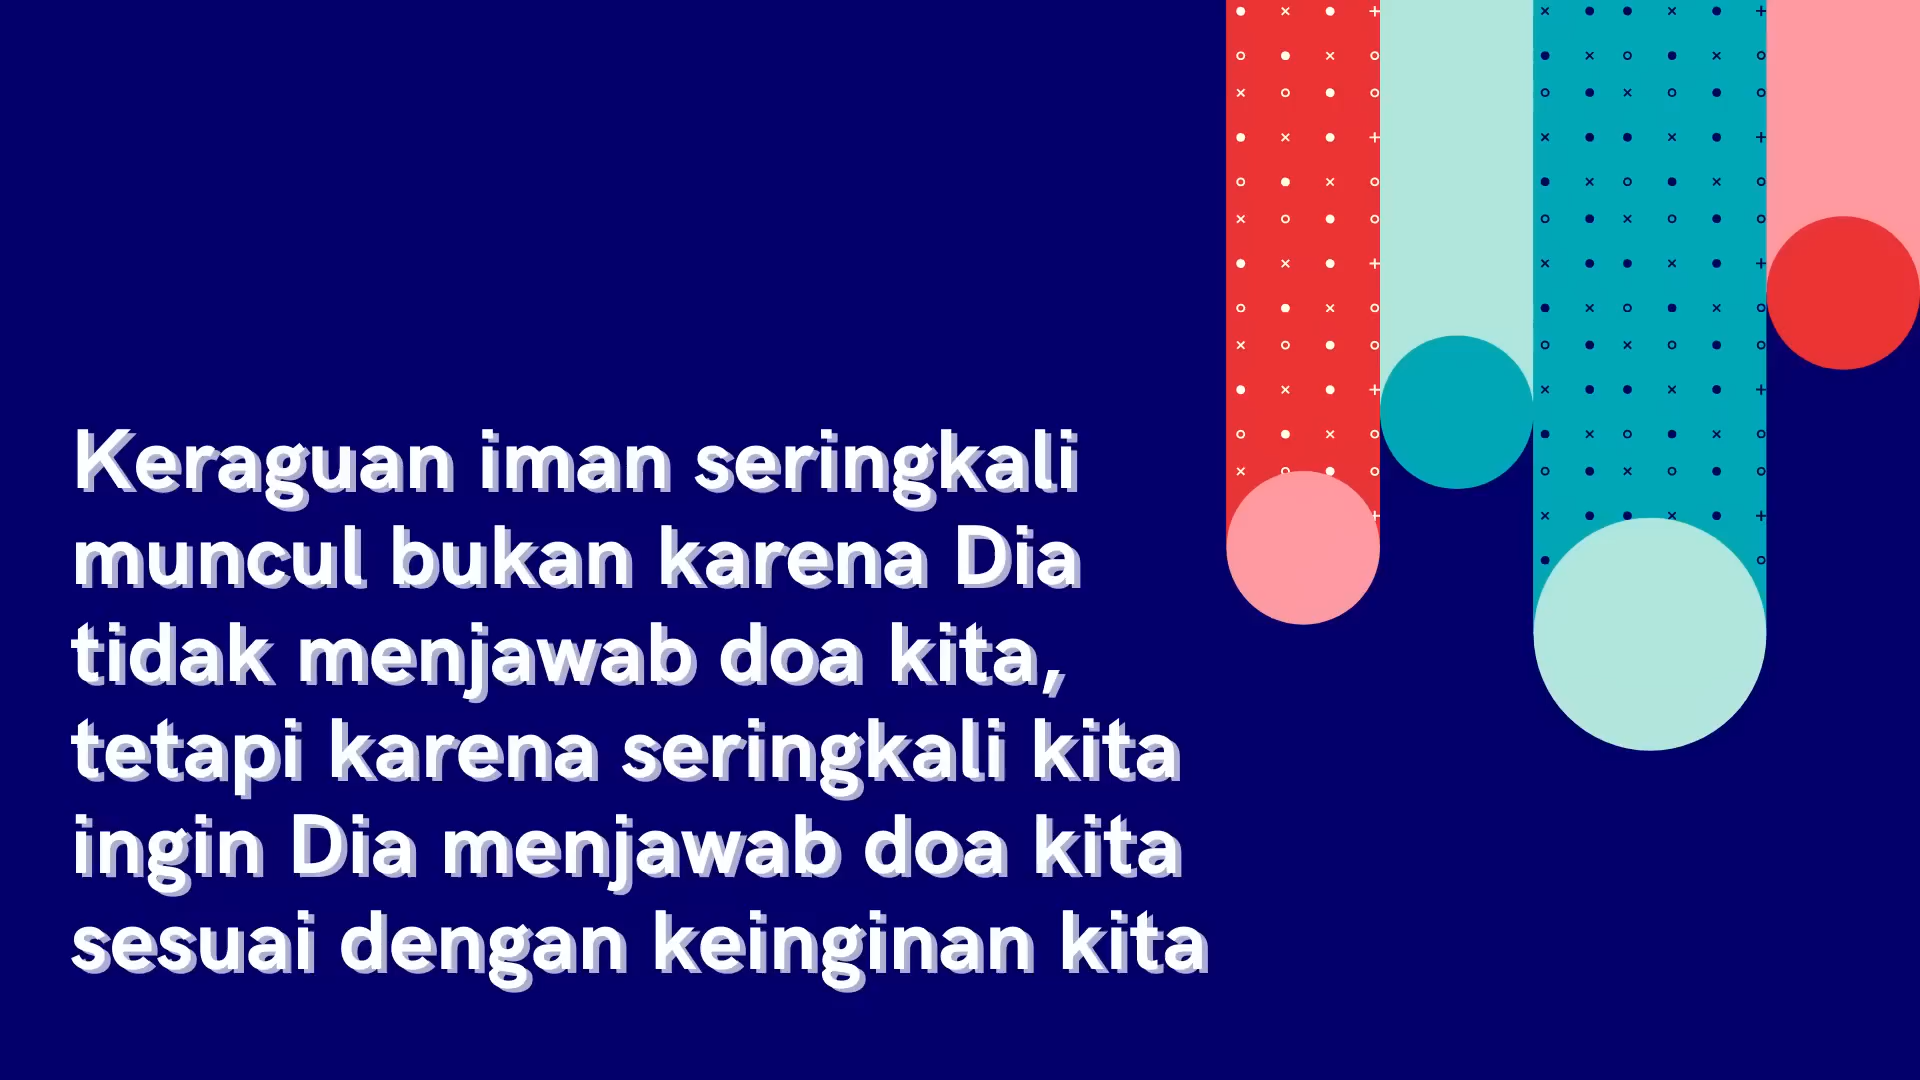 Keraguan iman seringkali
muncul bukan karena Dia
tidak menjawab doa kita,
tetapi karena seringkali kita
ingin Dia menjawab doa kita
sesuai dengan keinginan kita